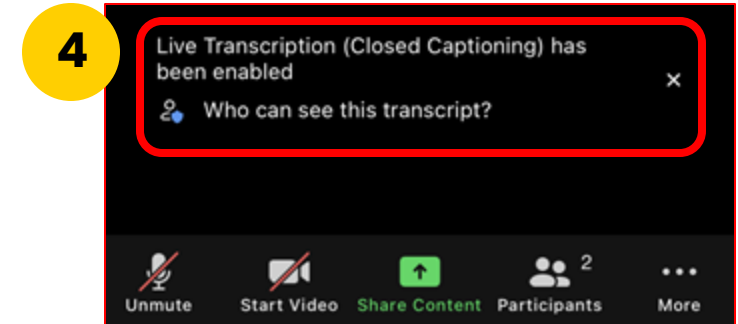 4
Live Transcription (Closed Captioning) has
been enabled
Who can see this transcript?
2
Unmute Start Video Share Content Participants More